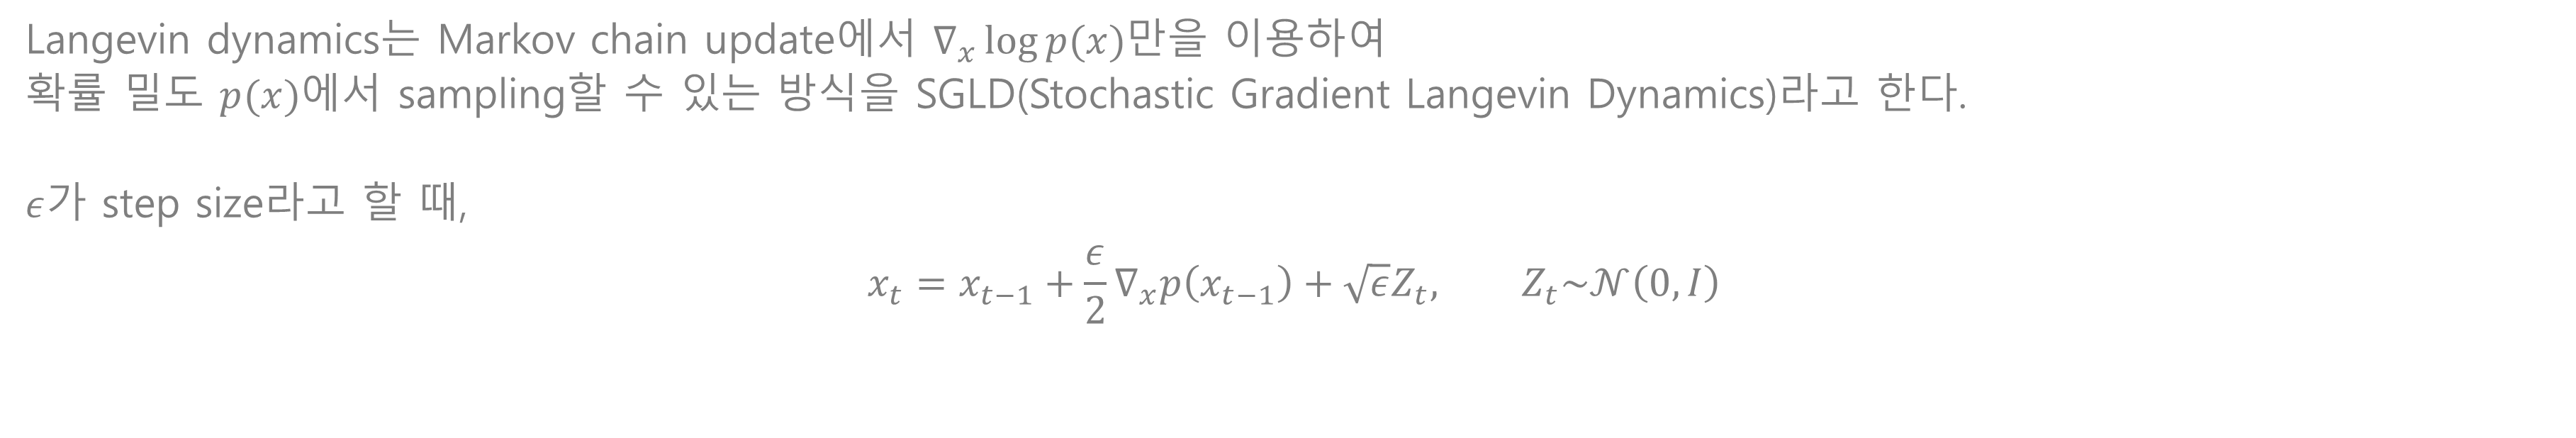 Langevin dynamics는 Markov chain update에서 ∇ₓ log p(x)만을 이용하여
확률 밀도 p(x)에서 sampling할 수 있는 방식을 SGLD(Stochastic Gradient Langevin Dynamics)라고 한다.
ϵ가 step size라고 할 때,
xₜ = xₜ₋₁ + ϵ/2 ∇ₓp(xₜ₋₁) + √ϵZₜ, Zₜ~𝒩(0, I)